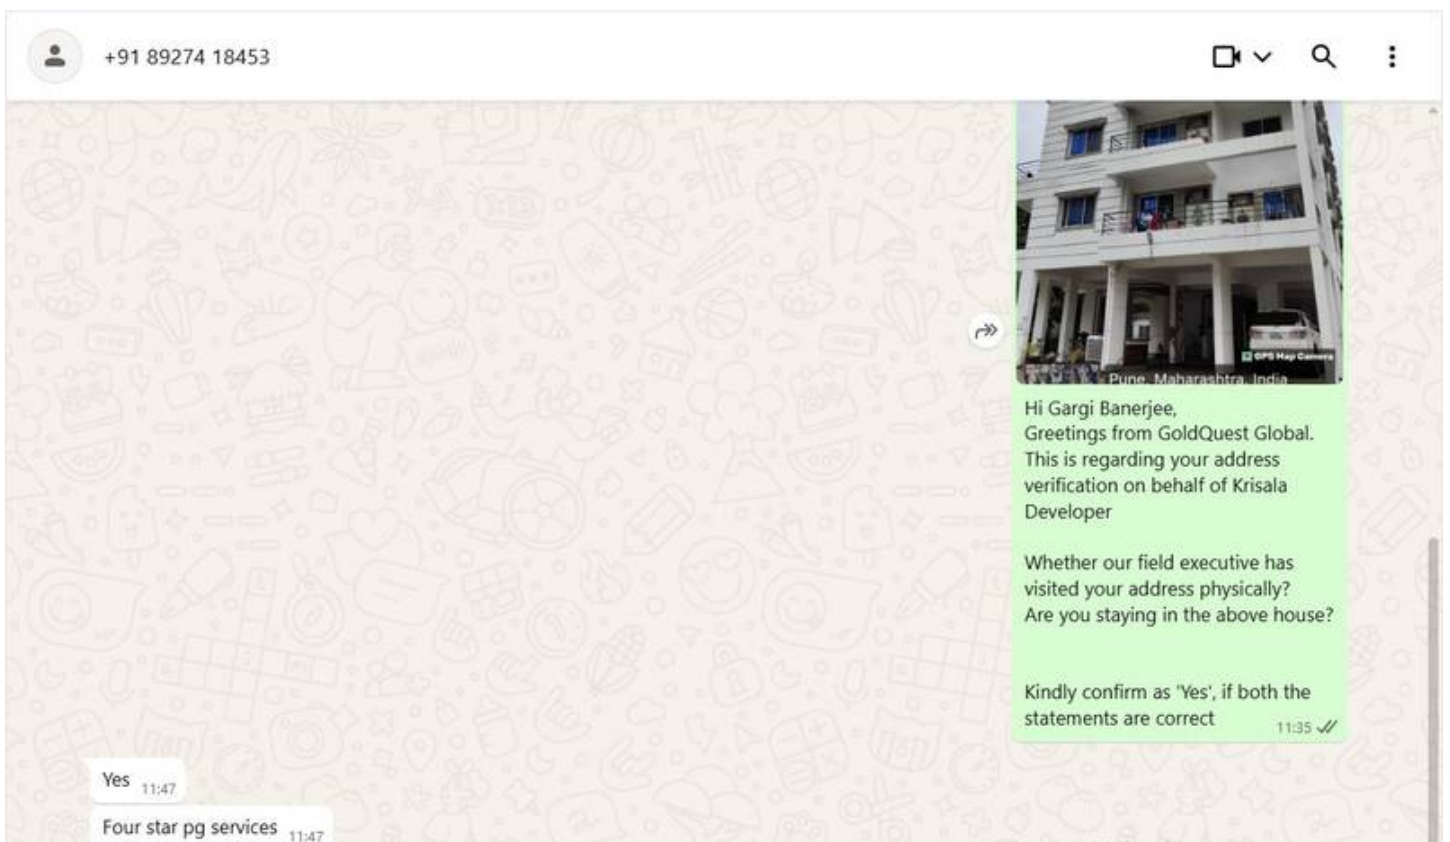 +91 89274 18453
GPS Map Camera
Pune, Maharashtra, India
Hi Gargi Banerjee,
Greetings from GoldQuest Global.
This is regarding your address
verification on behalf of Krisala
Developer
Whether our field executive has
visited your address physically?
Are you staying in the above house?
Kindly confirm as 'Yes', if both the
statements are correct
11:35
Yes 11:47
Four star pg services 11:47